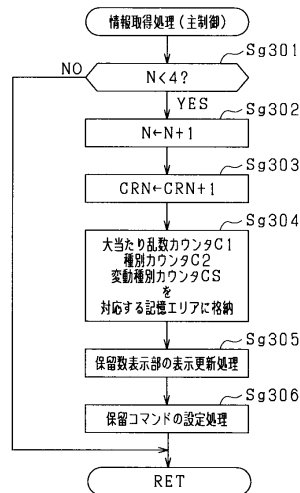 情報取得処理(主制御)
Sg301
N<4?
NO
YES
Sg302
N←N+1
Sg303
CRN←CRN+1
Sg304
大当たり乱数カウンタC1
種別カウンタC2
変動種別カウンタCS
を
対応する記憶エリアに格納
Sg305
保留数表示部の表示更新処理
Sg306
保留コマンドの設定処理
RET